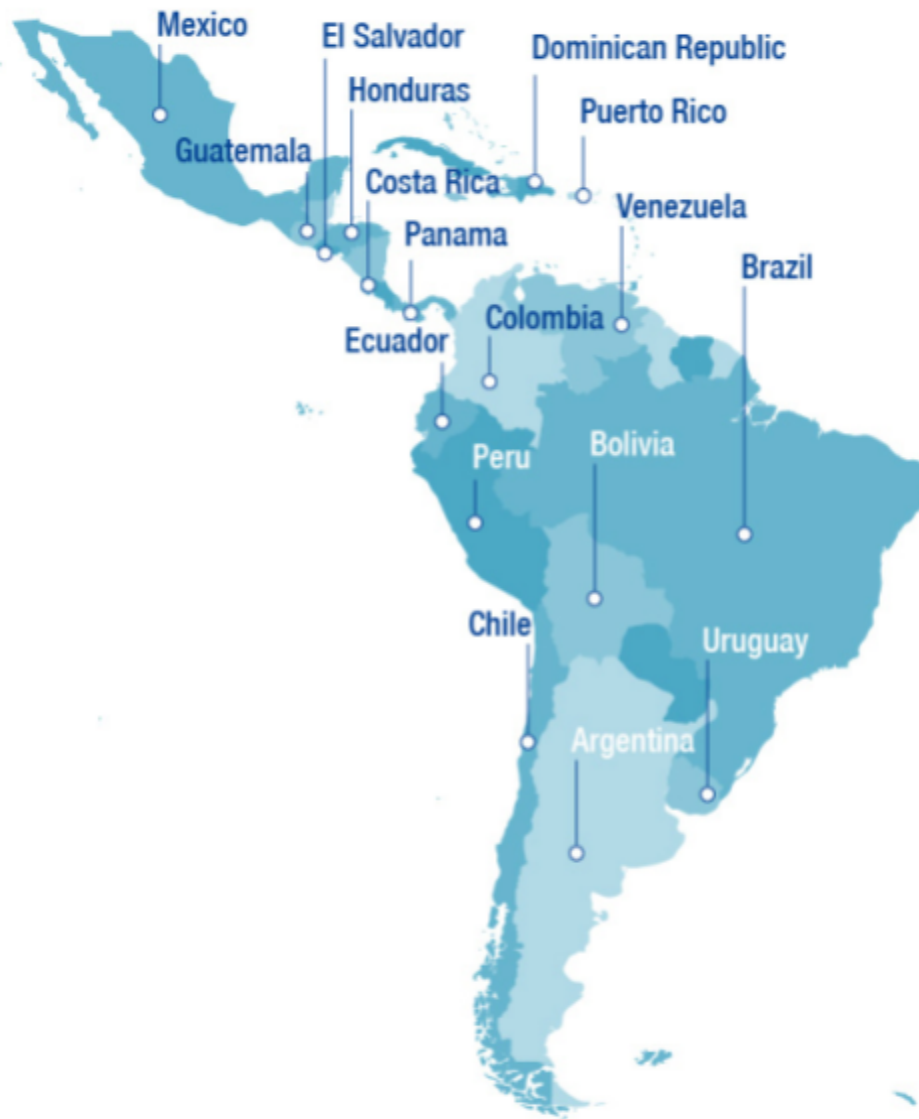 Mexico
El Salvador
Dominican Republic
Honduras
Puerto Rico
Guatemala
Costa Rica
Venezuela
Panama
Brazil
Colombia
Ecuador
Bolivia
Peru
Chile
Uruguay
Argentina